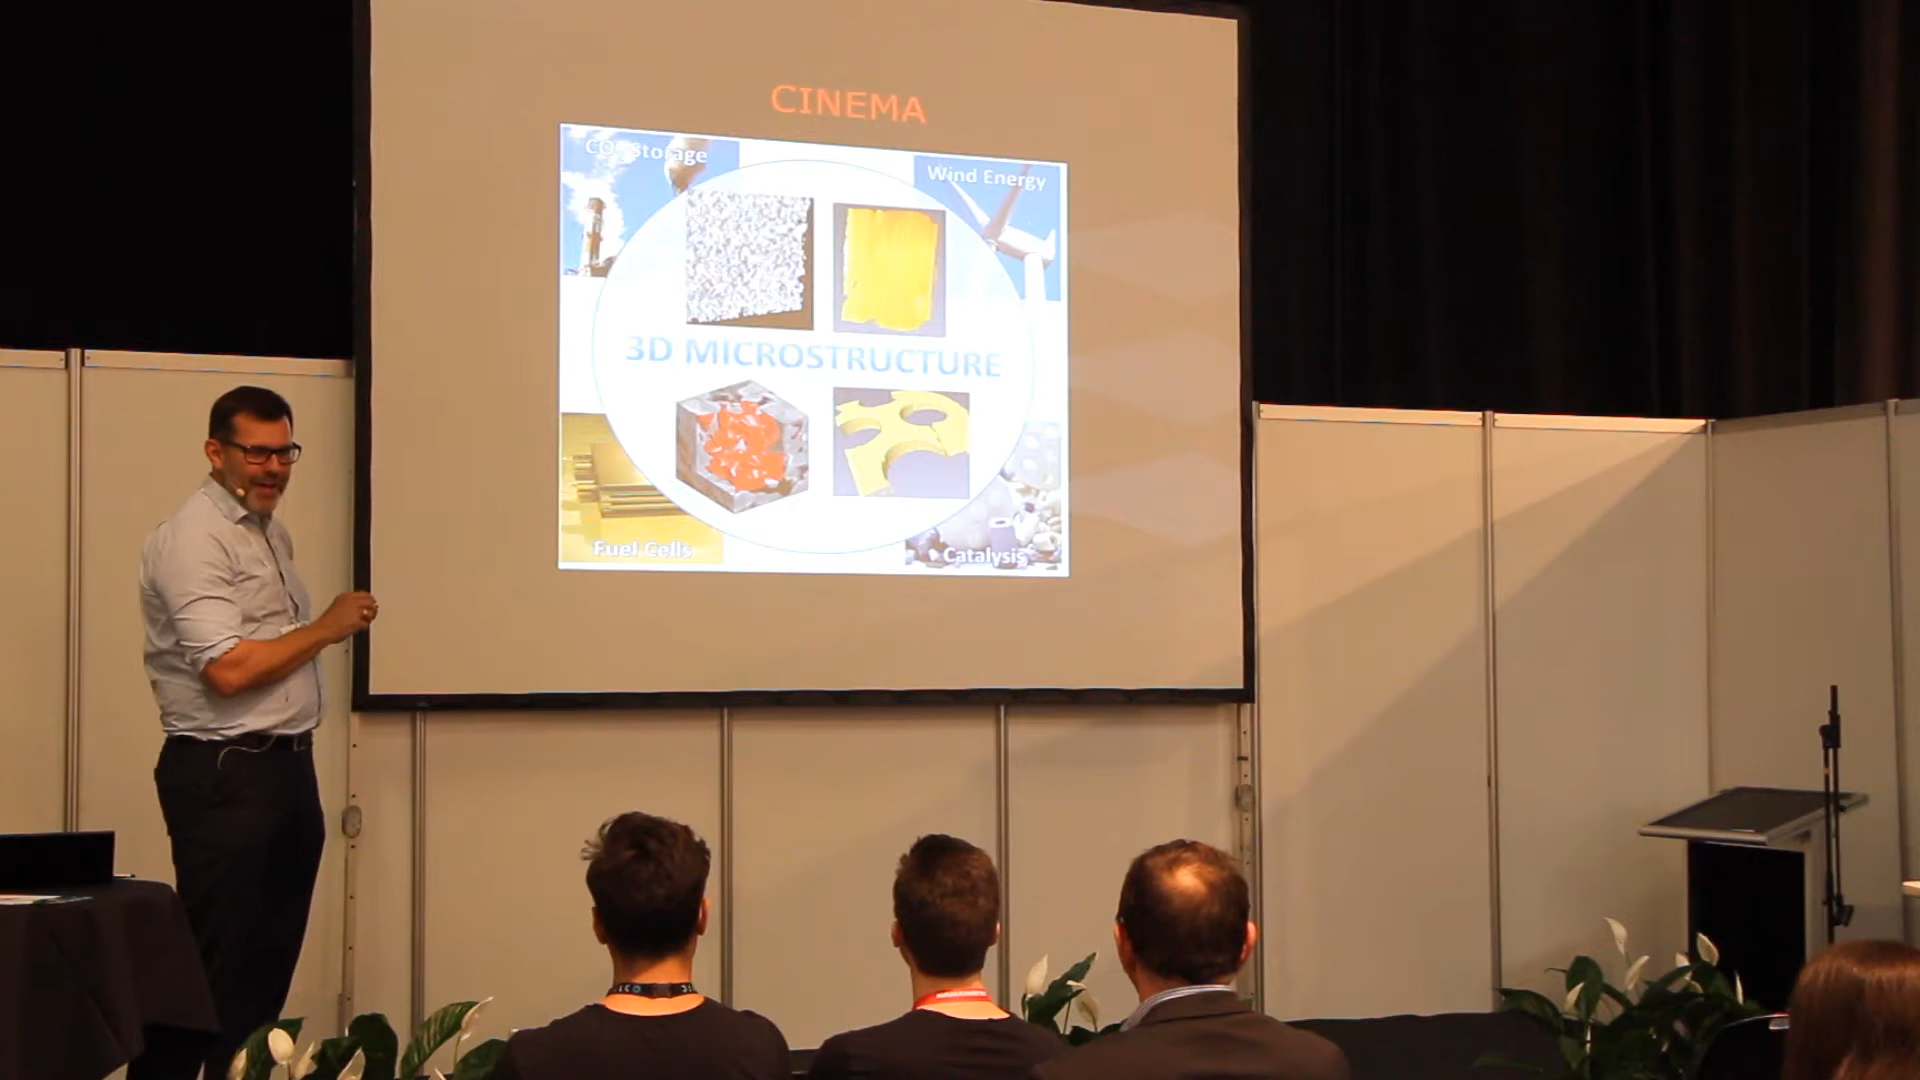 CINEMA
CO₂ Storage
Wind Energy
3D MICROSTRUCTURE
Fuel Cells
Catalysis